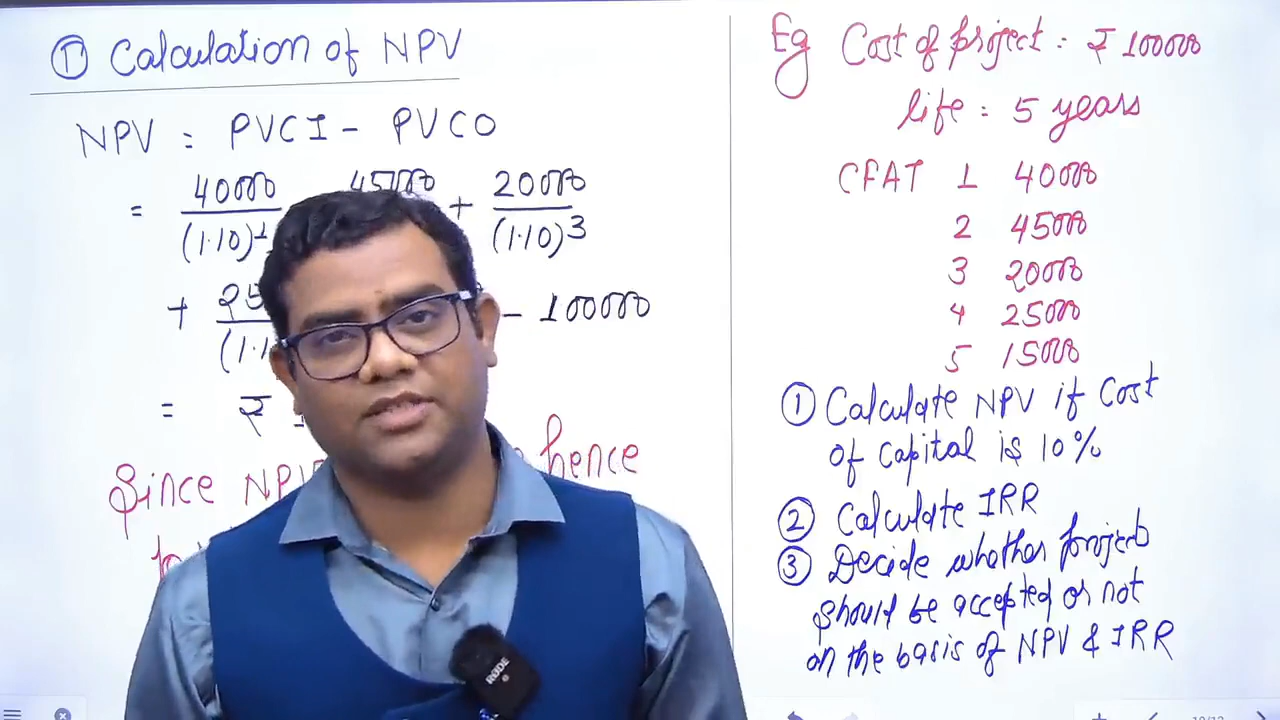 ① Calculation of NPV
NPV = PVCI - PVCO
= 40000/(1.10)^1 45000 + 20000/(1.10)^3
+ - 100000
= ₹
Since NPV hence
Eg Cost of project = ₹ 100000
life = 5 years
CFAT 1 40000
2 45000
3 20000
4 25000
5 15000
① Calculate NPV if Cost
of Capital is 10%
② Calculate IRR
③ Decide whether project
should be accepted or not
on the basis of NPV & IRR
RODE